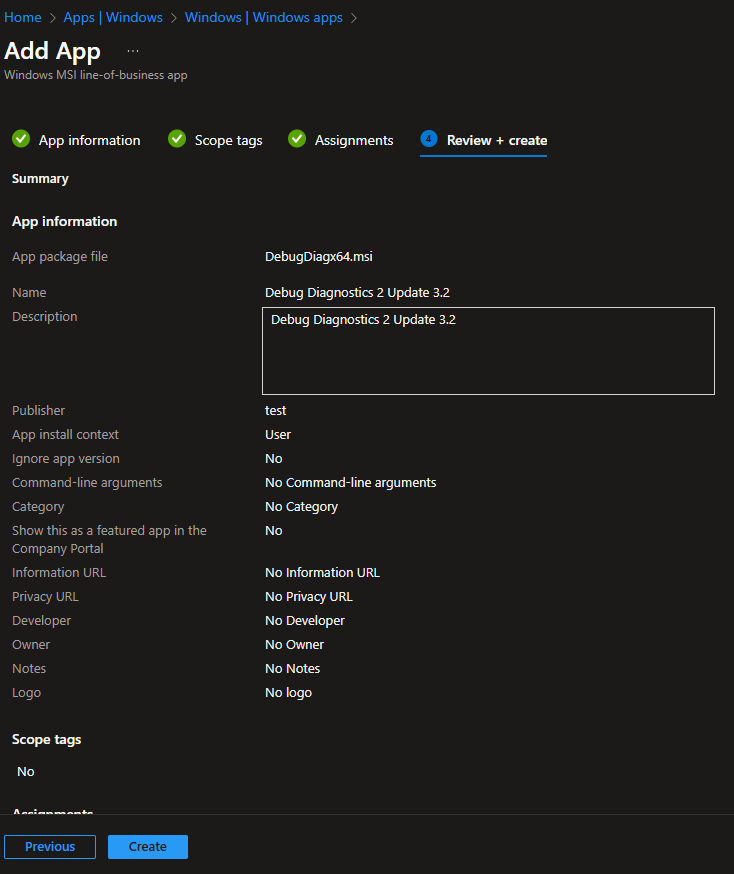 Home > Apps | Windows > Windows | Windows apps >
Add App ...
Windows MSI line-of-business app
App information Scope tags Assignments 4 Review + create
Summary
App information
App package file DebugDiagx64.msi
Name Debug Diagnostics 2 Update 3.2
Description Debug Diagnostics 2 Update 3.2
Publisher test
App install context User
Ignore app version No
Command-line arguments No Command-line arguments
Category No Category
Show this as a featured app in the No
Company Portal
Information URL No Information URL
Privacy URL No Privacy URL
Developer No Developer
Owner No Owner
Notes No Notes
Logo No logo
Scope tags
No
Assignments
Previous Create